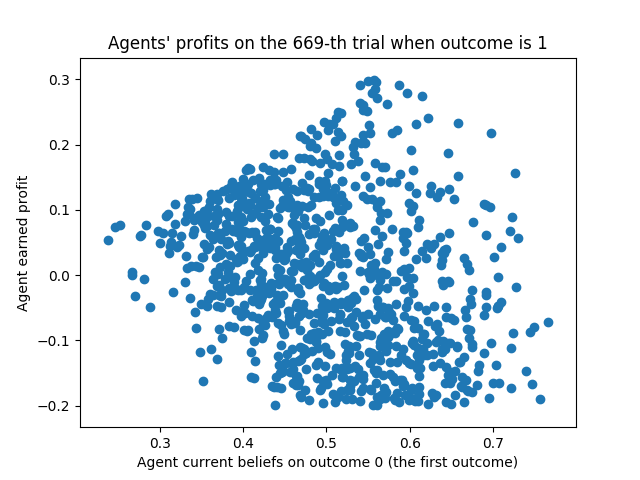 Agents' profits on the 669-th trial when outcome is 1
0.3
0.2
0.1
0.0
−0.1
−0.2
Agent earned profit
0.3 0.4 0.5 0.6 0.7
Agent current beliefs on outcome 0 (the first outcome)